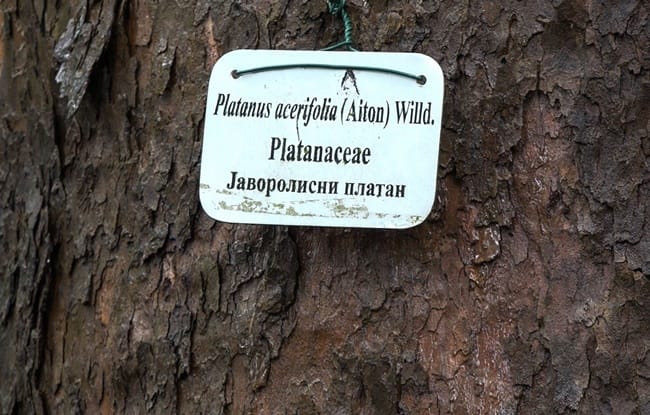 Platanus acerifolia (Aiton) Willd.
Platanaceae
Јаворолисни платан